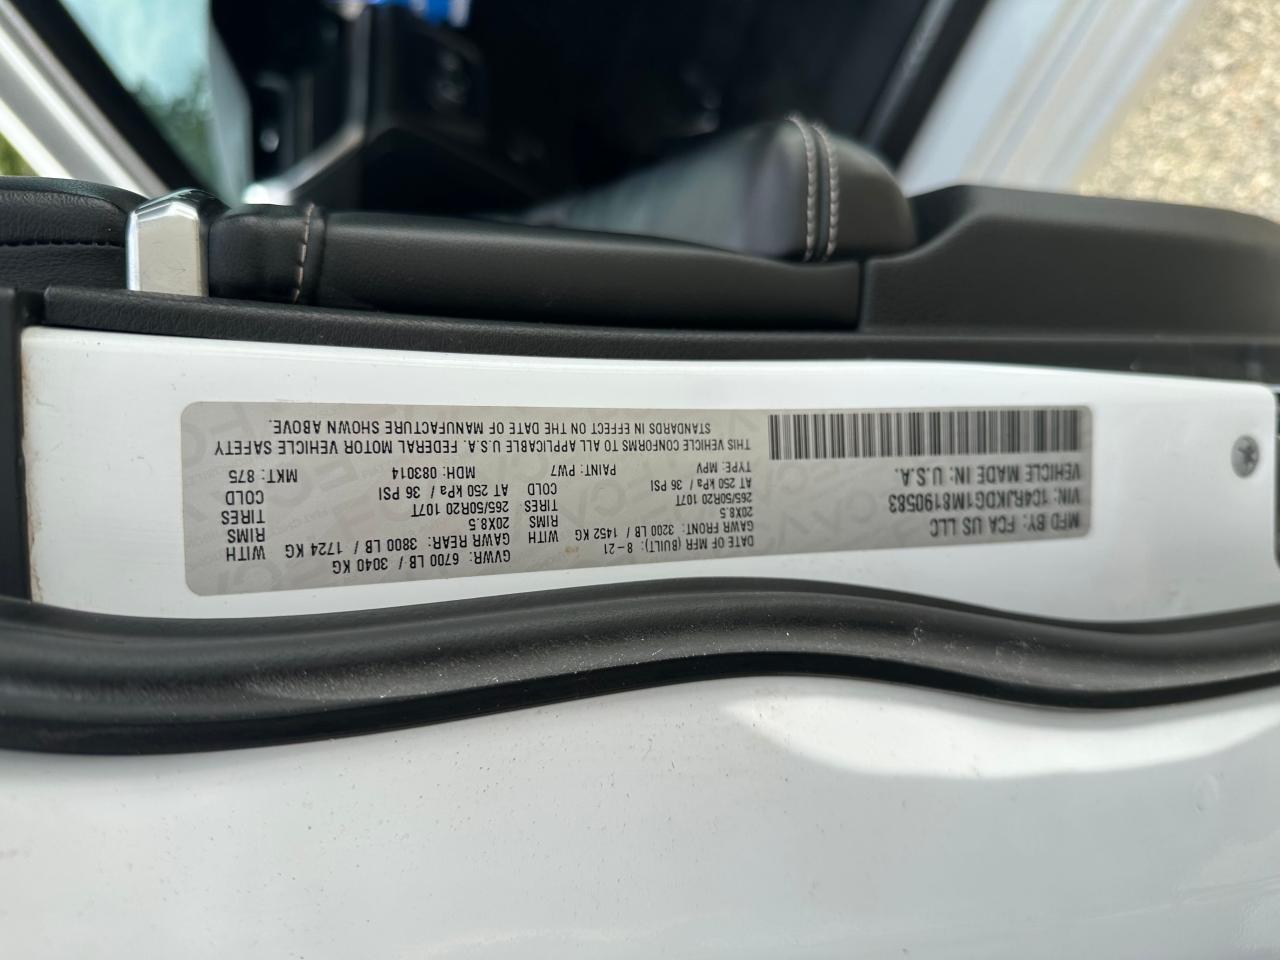 MFD BY: FCA US LLC
VIN: 1C4RJKDG1M8190583
VEHICLE MADE IN: U.S.A.
DATE OF MFR (BUILT): 8-21 GVWR: 6700 LB / 3040 KG
GAWR FRONT: 3200 LB / 1452 KG WITH GAWR REAR: 3800 LB / 1724 KG WITH
20X8.5 RIMS 20X8.5 RIMS
265/50R20 107T TIRES 265/50R20 107T TIRES
AT 250 kPa / 36 PSI COLD AT 250 kPa / 36 PSI COLD
TYPE: MPV PAINT: PW7 MDH: 083014 MKT: 875
THIS VEHICLE CONFORMS TO ALL APPLICABLE U.S.A. FEDERAL MOTOR VEHICLE SAFETY
STANDARDS IN EFFECT ON THE DATE OF MANUFACTURE SHOWN ABOVE.